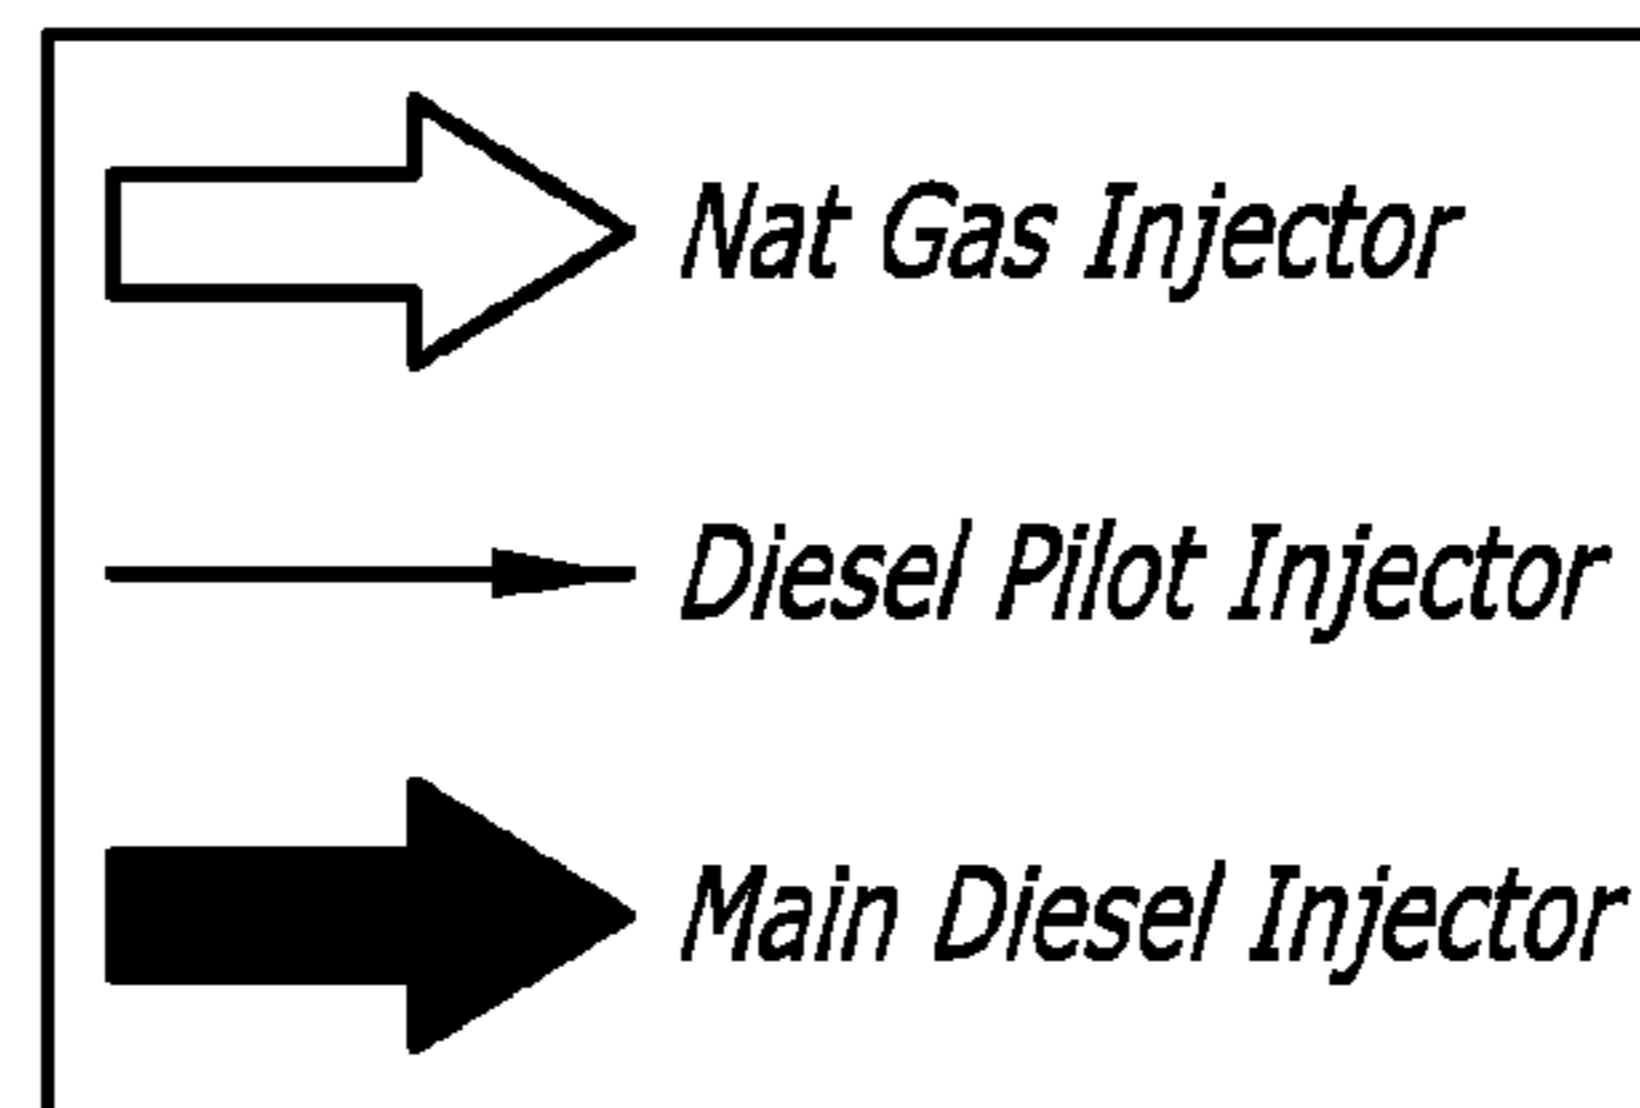 Nat Gas Injector
Diesel Pilot Injector
Main Diesel Injector